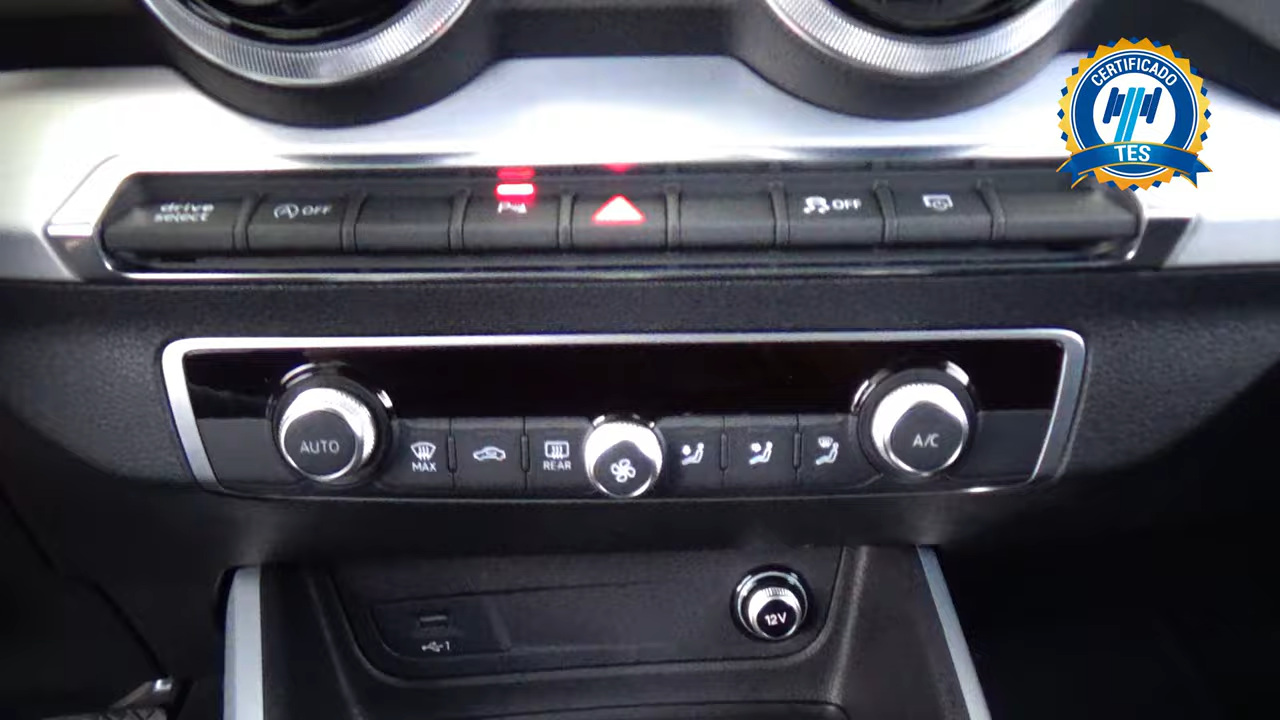 CERTIFICADO
TES
drive
select
OFF
OFF
AUTO
MAX
REAR
A/C
1
12V